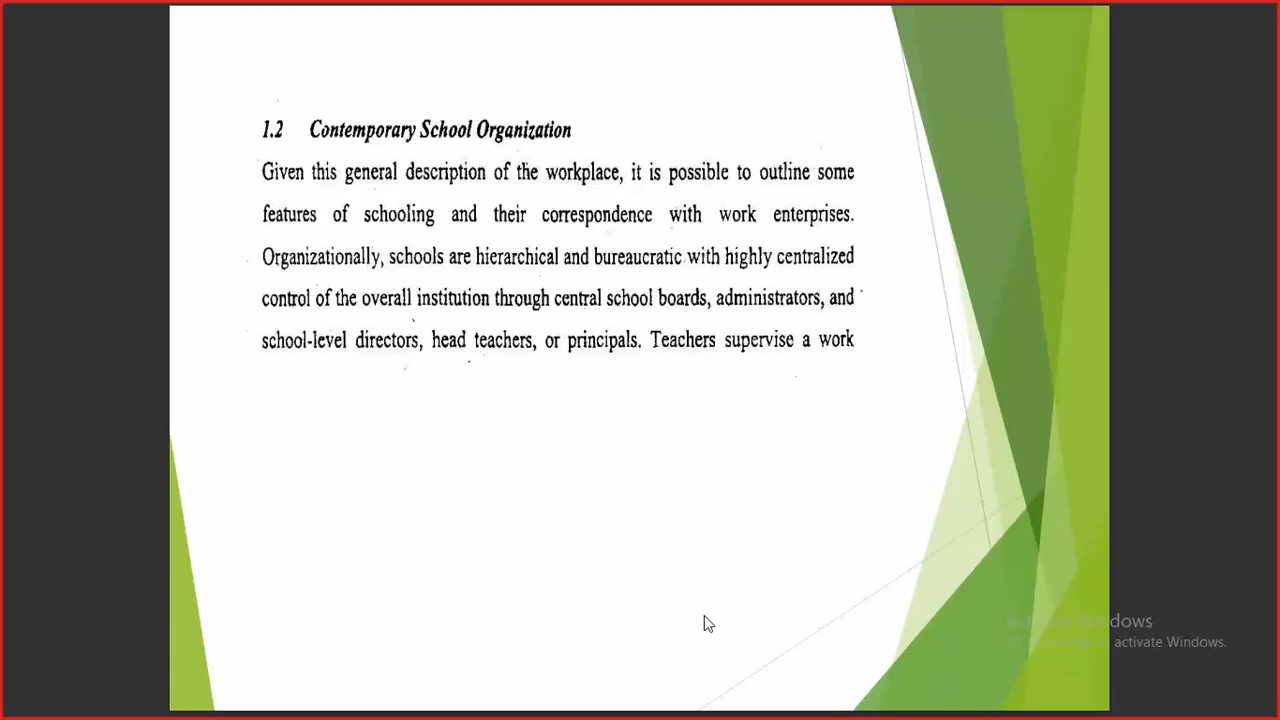 1.2 Contemporary School Organization
Given this general description of the workplace, it is possible to outline some
features of schooling and their correspondence with work enterprises.
Organizationally, schools are hierarchical and bureaucratic with highly centralized
control of the overall institution through central school boards, administrators, and
school-level directors, head teachers, or principals. Teachers supervise a work
Activate Windows
activate Windows.